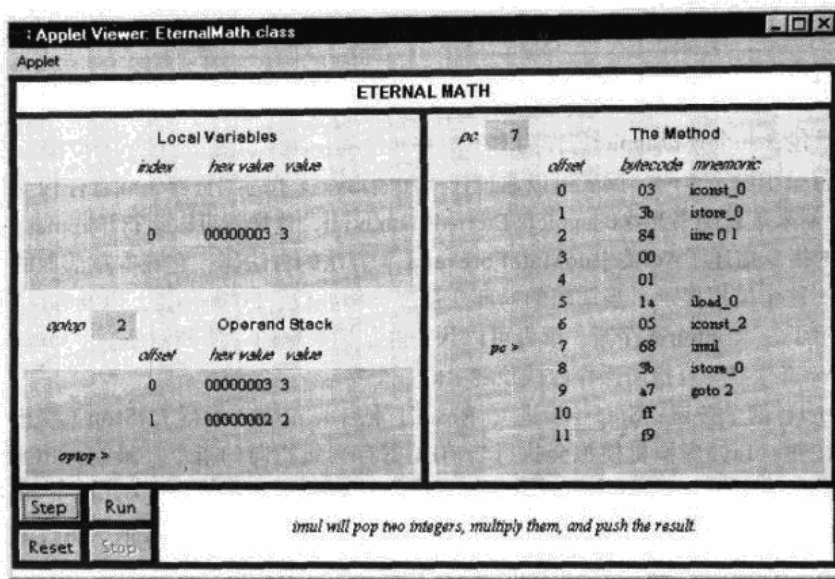 : Applet Viewer: EternalMath.class
Applet
ETERNAL MATH
Local Variables
index hex value value
0 00000003 3
optop 2 Operand Stack
offset hex value value
0 00000003 3
1 00000002 2
optop >
pc 7 The Method
offset bytecode mnemonic
0 03 iconst_0
1 3b istore_0
2 84 iinc 0 1
3 00
4 01
5 1a iload_0
6 05 iconst_2
pc > 7 68 imul
8 3b istore_0
9 a7 goto 2
10 ff
11 f9
Step Run
Reset Stop
imul will pop two integers, multiply them, and push the result.